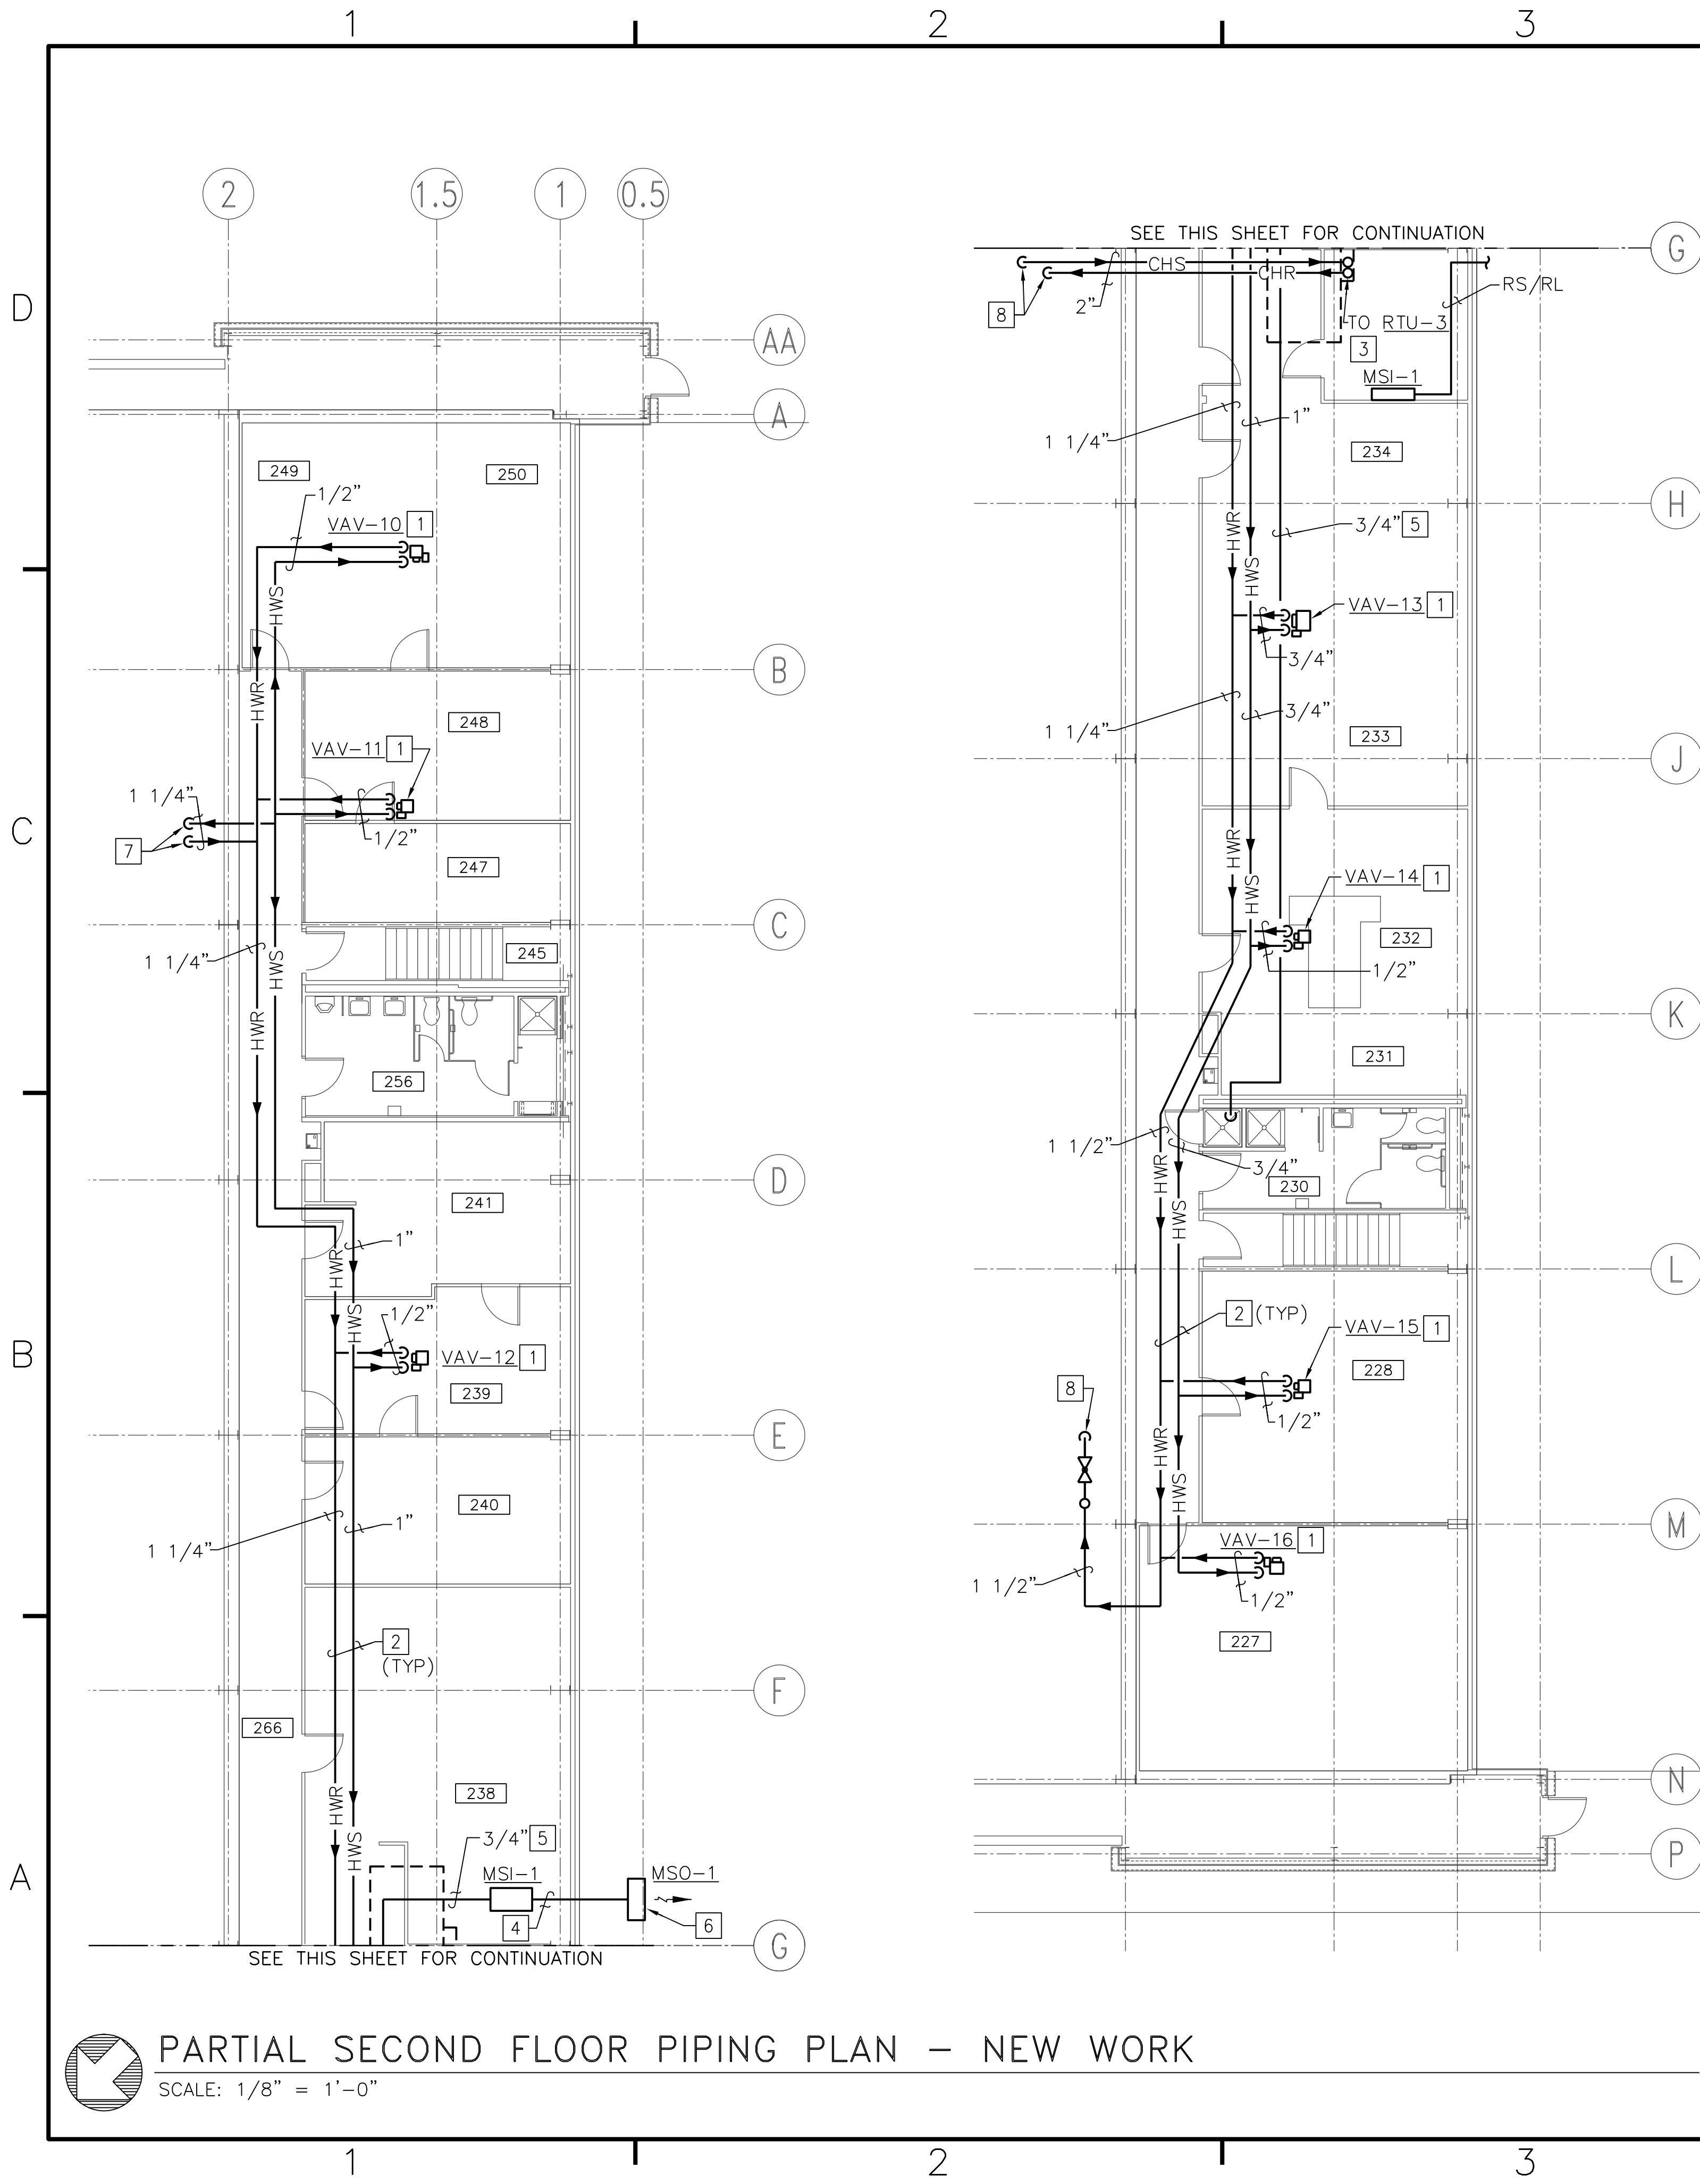 1
2
3
D
C
B
A
2
1.5
1
0.5
AA
A
249
250
1/2"
VAV-10 1
HWS
B
HWR
248
VAV-11 1
1 1/4"
7
1/2"
247
C
245
1 1/4"
HWS
HWR
256
D
241
1"
HWR
HWS
1/2"
VAV-12 1
239
E
240
1"
1 1/4"
2
(TYP)
F
266
238
HWR
HWS
3/4" 5
MSI-1
MSO-1
4
6
G
SEE THIS SHEET FOR CONTINUATION
SEE THIS SHEET FOR CONTINUATION
G
CHS
CHR
8
2"
RS/RL
TO RTU-3
3
MSI-1
1 1/4"
1"
234
H
HWR
3/4" 5
HWS
VAV-13 1
3/4"
HWR
3/4"
1 1/4"
233
J
HWR
HWS
VAV-14 1
232
1/2"
K
231
1 1/2"
HWR
3/4"
230
HWS
L
2 (TYP)
VAV-15 1
228
8
1/2"
HWR
HWS
M
VAV-16 1
1 1/2"
1/2"
227
N
P
PARTIAL SECOND FLOOR PIPING PLAN - NEW WORK
SCALE: 1/8" = 1'-0"
1
2
3